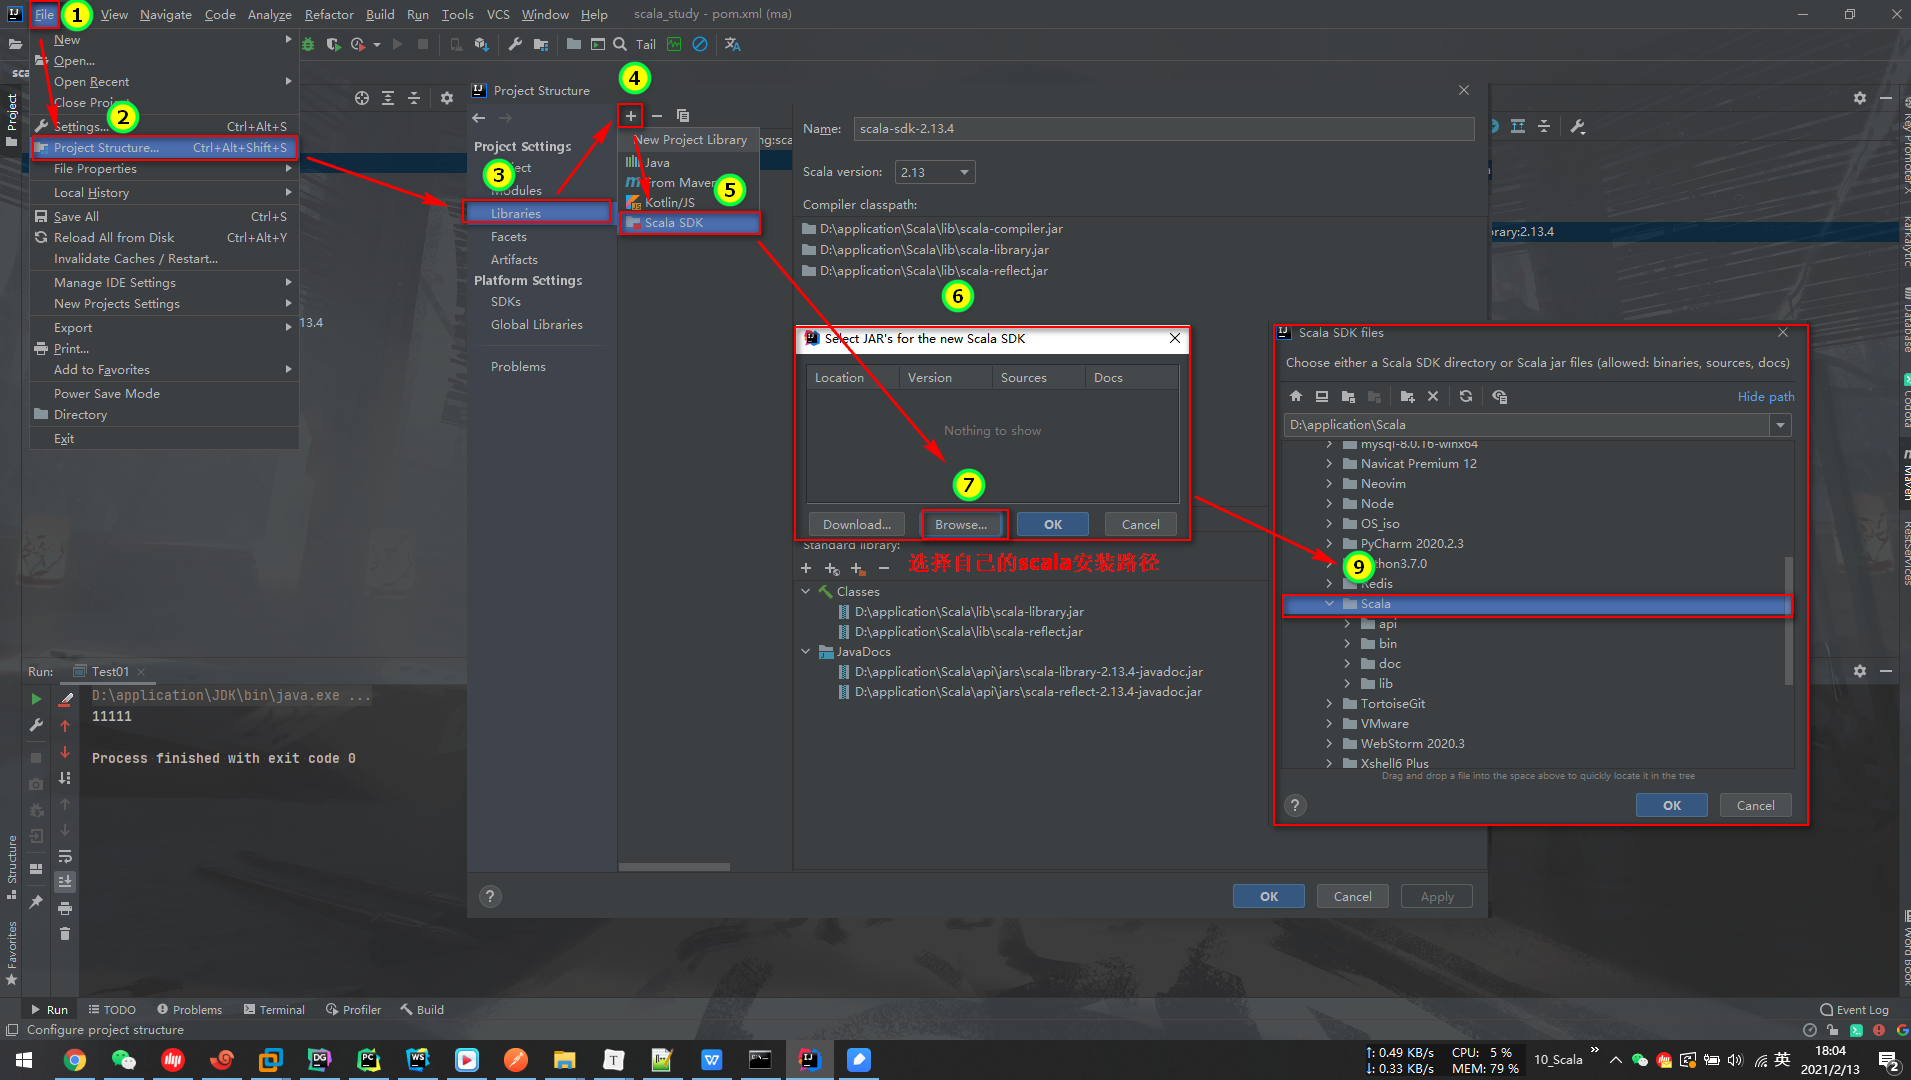 File
View
Navigate
Code
Analyze
Refactor
Build
Run
Tools
VCS
Window
Help
scala_study - pom.xml (ma)
1
New
Open...
Open Recent
Close Project
2
Settings... Ctrl+Alt+S
Project Structure... Ctrl+Alt+Shift+S
File Properties
Local History
Save All Ctrl+S
Reload All from Disk Ctrl+Alt+Y
Invalidate Caches / Restart...
Manage IDE Settings
New Projects Settings
Export
Print...
Add to Favorites
Power Save Mode
Directory
Exit
Tail
sca
Project
13.4
Project Structure
Project Settings
3
Modules
Libraries
Facets
Artifacts
Platform Settings
SDKs
Global Libraries
Problems
4
New Project Library
Java
From Maven
5
Kotlin/JS
Scala SDK
ng:sca
Name: scala-sdk-2.13.4
Scala version: 2.13
Compiler classpath:
D:\application\Scala\lib\scala-compiler.jar
D:\application\Scala\lib\scala-library.jar
D:\application\Scala\lib\scala-reflect.jar
6
Select JAR's for the new Scala SDK
Location Version Sources Docs
Nothing to show
7
Download... Browse... OK Cancel
Standard library:
选择自己的scala安装路径
Classes
D:\application\Scala\lib\scala-library.jar
D:\application\Scala\lib\scala-reflect.jar
JavaDocs
D:\application\Scala\api\jars\scala-library-2.13.4-javadoc.jar
D:\application\Scala\api\jars\scala-reflect-2.13.4-javadoc.jar
OK Cancel Apply
rary:2.13.4
Scala SDK files
Choose either a Scala SDK directory or Scala jar files (allowed: binaries, sources, docs)
Hide path
D:\application\Scala
mysql-8.0.16-winx64
Navicat Premium 12
Neovim
Node
OS_iso
PyCharm 2020.2.3
9
thon3.7.0
Redis
Scala
api
bin
doc
lib
TortoiseGit
VMware
WebStorm 2020.3
Xshell6 Plus
Drag and drop a file into the space above to quickly locate it in the tree
OK Cancel
Key Promoter X
Database
Codota
Maven
RestServices
Word Book
Run: Test01
D:\application\JDK\bin\java.exe ...
11111
Process finished with exit code 0
Structure
Favorites
Run
TODO
Problems
Terminal
Profiler
Build
Event Log
Configure project structure
↑: 0.49 KB/s CPU: 5 %
↓: 0.33 KB/s MEM: 79 %
10_Scala
英
18:04
2021/2/13
2